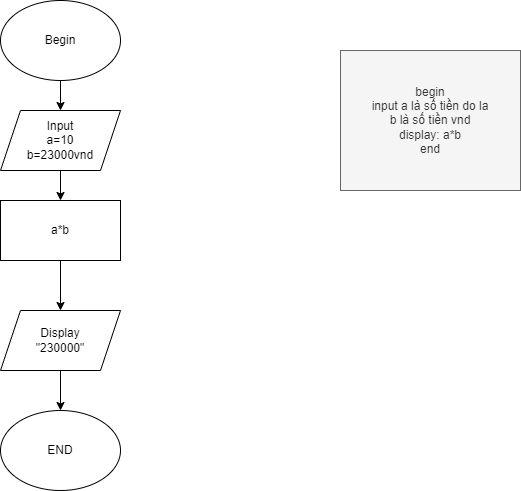 Begin
Input
a=10
b=23000vnd
a*b
Display
"230000"
END
begin
input a là số tiền do la
b là số tiền vnd
display: a*b
end